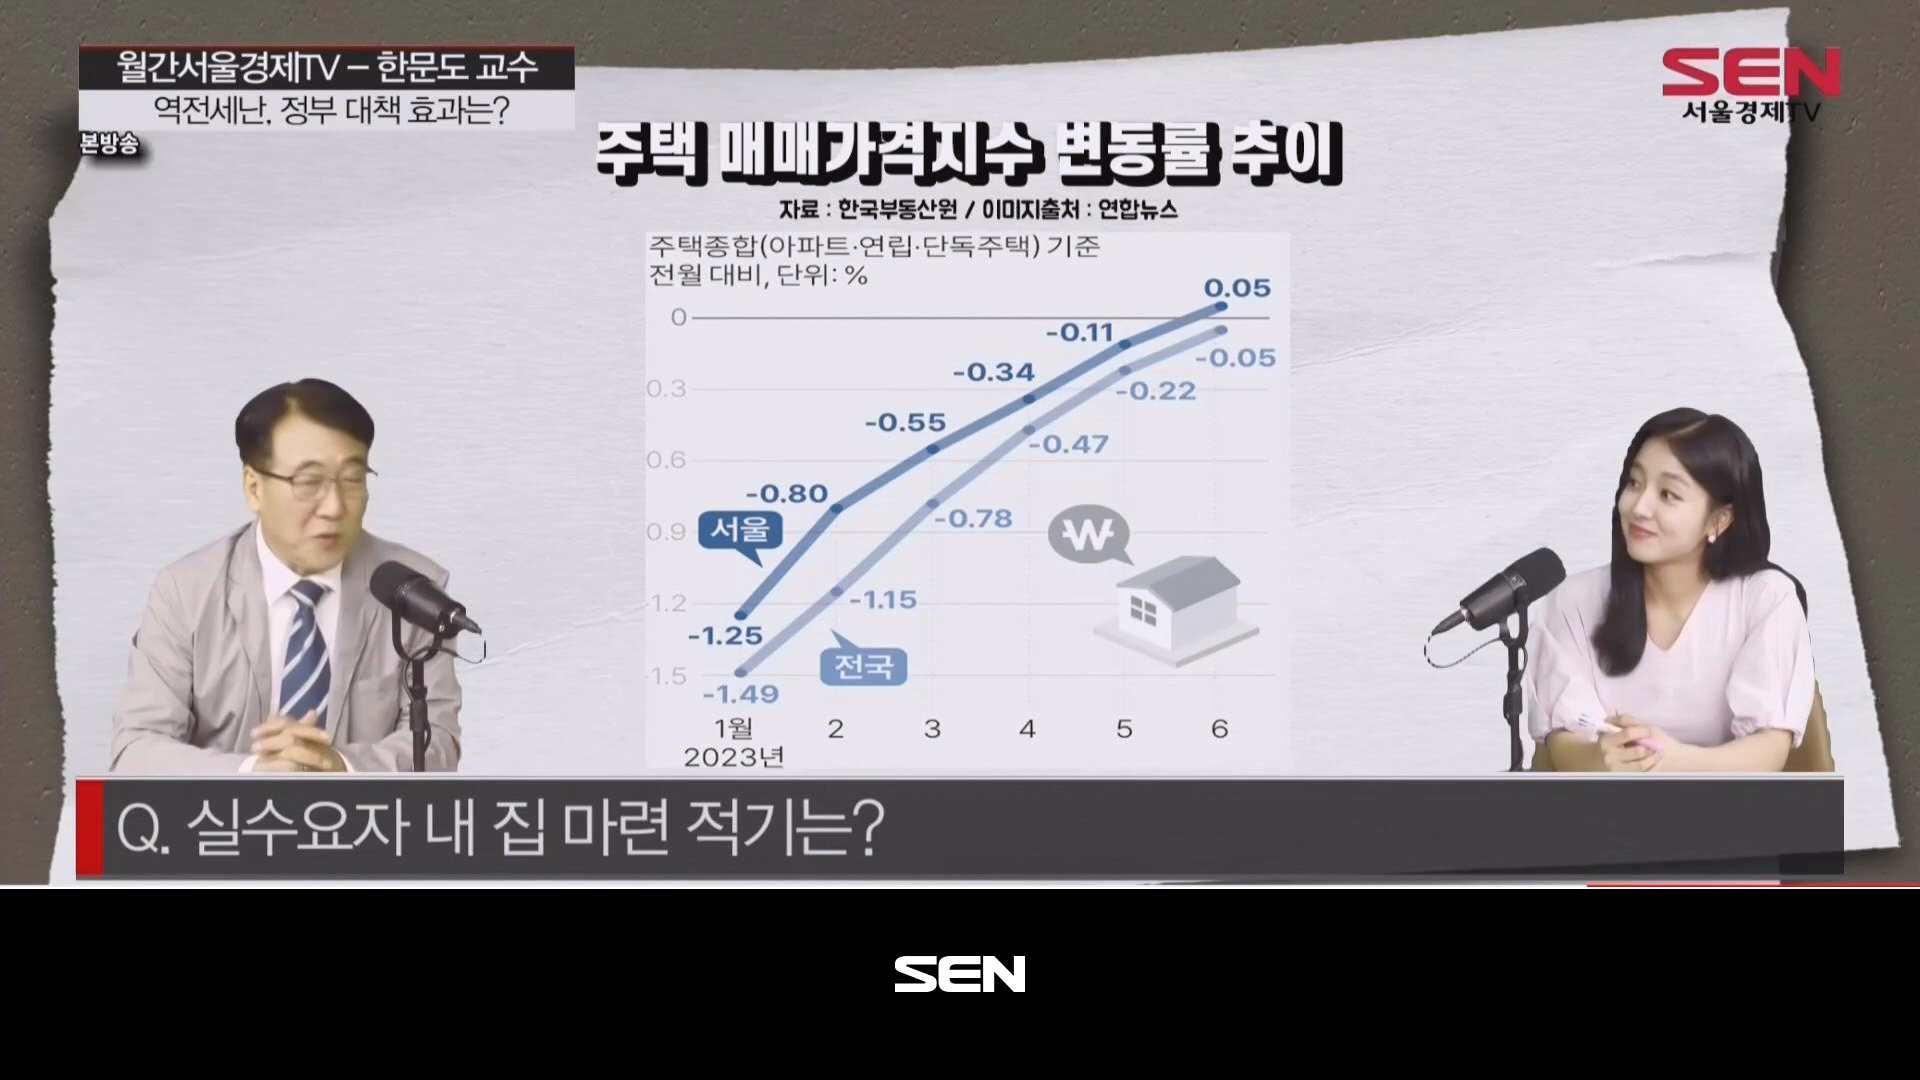 월간서울경제TV – 한문도 교수
역전세난, 정부 대책 효과는?
본방송
SEN
서울경제TV
주택 매매가격지수 변동률 추이
자료 : 한국부동산원 / 이미지출처 : 연합뉴스
주택종합(아파트·연립·단독주택) 기준
전월 대비, 단위: %
0.05
0
-0.11
-0.05
-0.34
0.3
-0.22
-0.55
-0.47
0.6
-0.80
-0.78
서울
0.9
₩
-1.15
-1.2
-1.25
전국
-1.5
-1.49
1월 2 3 4 5 6
2023년
Q. 실수요자 내 집 마련 적기는?
SEN